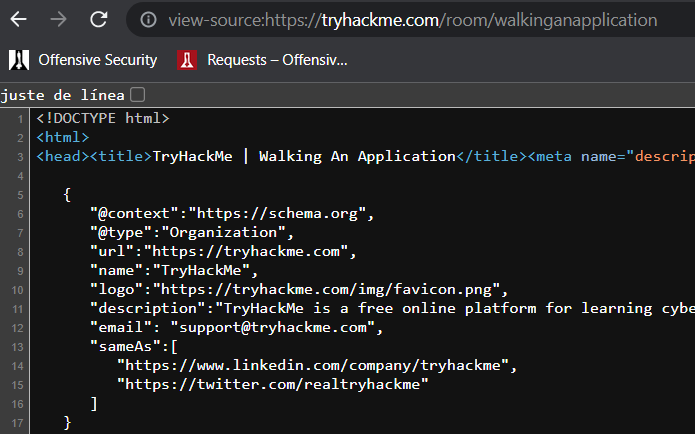 view-source:https://tryhackme.com/room/walkinganapplication
Offensive Security Requests – Offensiv...
juste de línea
1 <!DOCTYPE html>
2 <html>
3 <head><title>TryHackMe | Walking An Application</title><meta name="descrip
4
5 {
6 "@context":"https://schema.org",
7 "@type":"Organization",
8 "url":"https://tryhackme.com",
9 "name":"TryHackMe",
10 "logo":"https://tryhackme.com/img/favicon.png",
11 "description":"TryHackMe is a free online platform for learning cybe
12 "email": "support@tryhackme.com",
13 "sameAs":[
14 "https://www.linkedin.com/company/tryhackme",
15 "https://twitter.com/realtryhackme"
16 ]
17 }